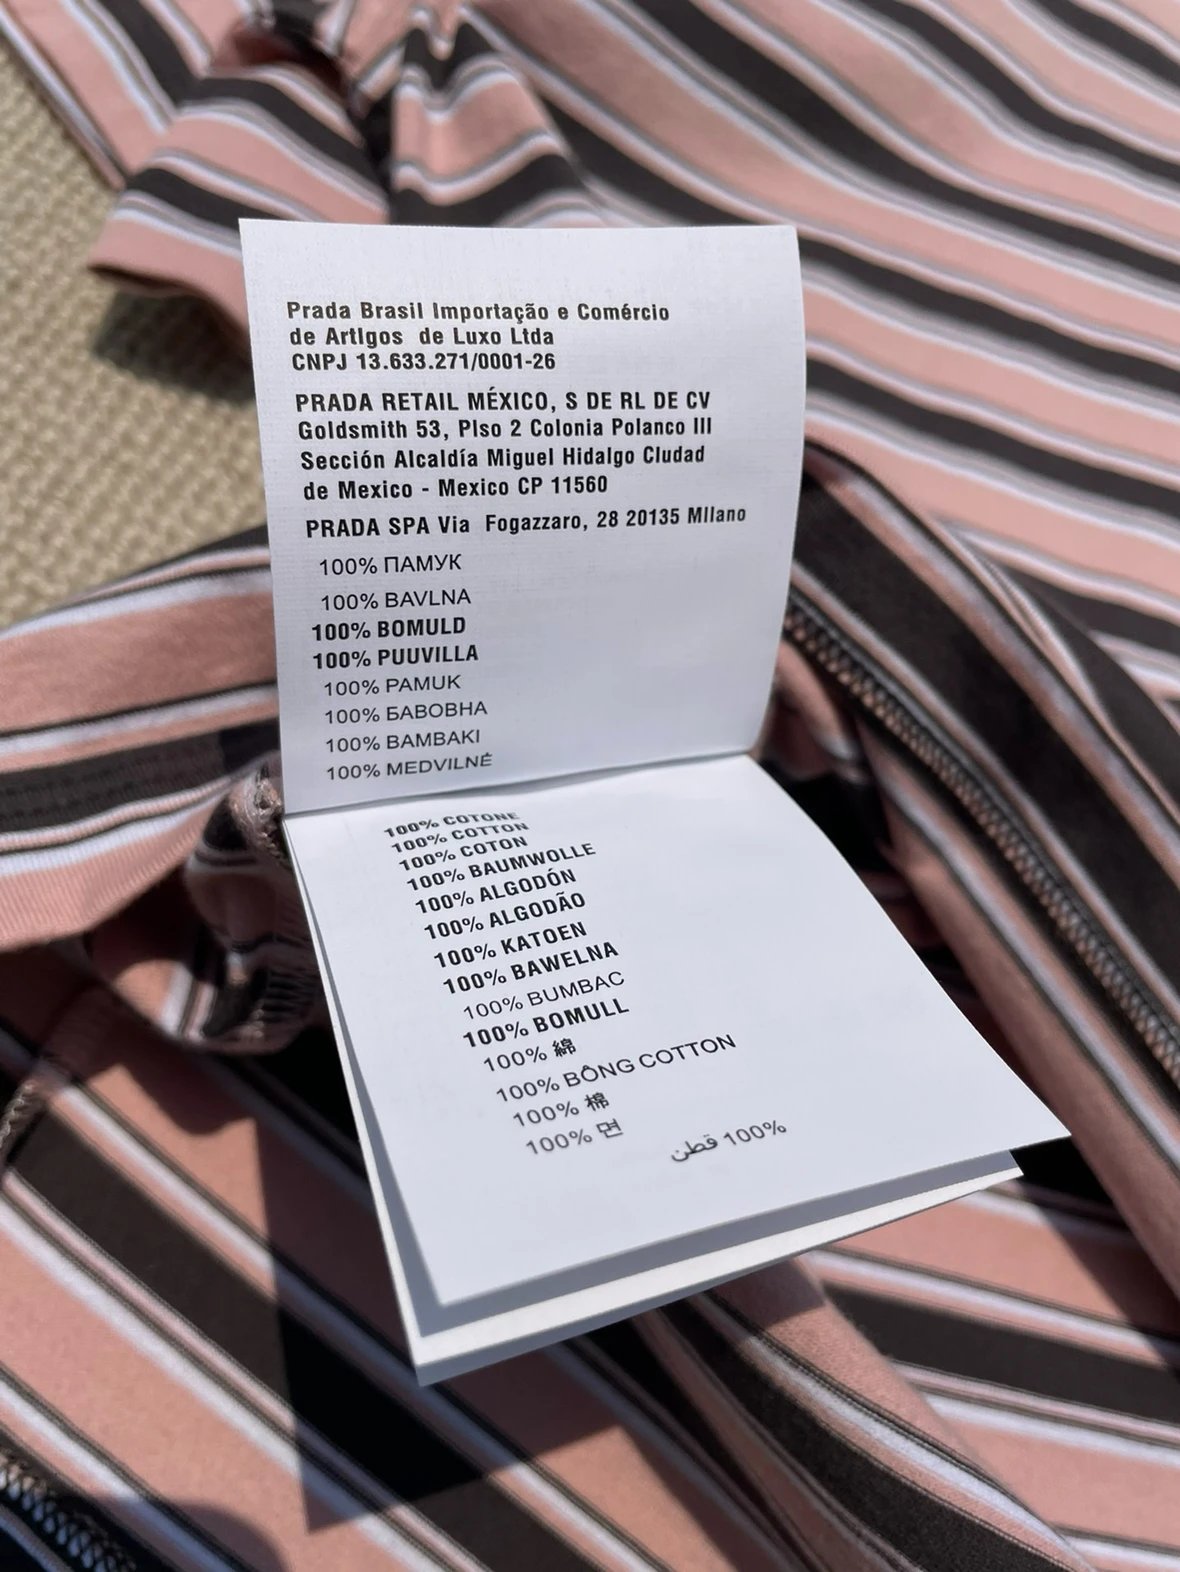 Prada Brasil Importação e Comércio
de Artigos de Luxo Ltda
CNPJ 13.633.271/0001-26
PRADA RETAIL MÉXICO, S DE RL DE CV
Goldsmith 53, Piso 2 Colonia Polanco III
Sección Alcaldía Miguel Hidalgo Ciudad
de Mexico - Mexico CP 11560
PRADA SPA Via Fogazzaro, 28 20135 Milano
100% ПАМУК
100% BAVLNA
100% BOMULD
100% PUUVILLA
100% PAMUK
100% БАВОВНА
100% BAMBAKI
100% MEDVILNÉ
100% COTONE
100% COTTON
100% COTON
100% BAUMWOLLE
100% ALGODÓN
100% ALGODÃO
100% KATOEN
100% BAWELNA
100% BUMBAC
100% BOMULL
100% 綿
100% BÔNG COTTON
100% 棉
100% 면
100% قطن